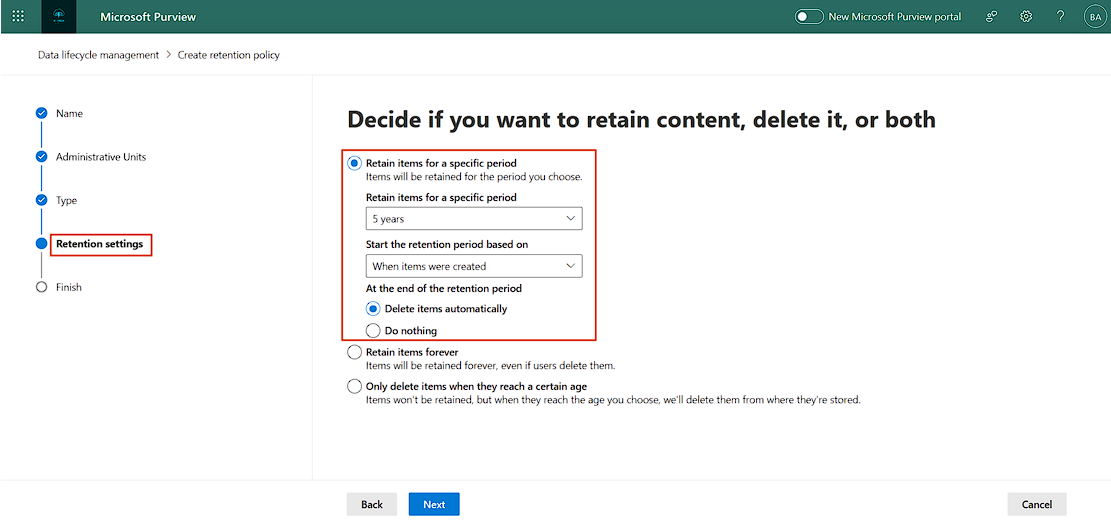 Microsoft Purview
New Microsoft Purview portal
?
BA
Data lifecycle management > Create retention policy
Name
Administrative Units
Type
Retention settings
Finish
Decide if you want to retain content, delete it, or both
Retain items for a specific period
Items will be retained for the period you choose.
Retain items for a specific period
5 years
Start the retention period based on
When items were created
At the end of the retention period
Delete items automatically
Do nothing
Retain items forever
Items will be retained forever, even if users delete them.
Only delete items when they reach a certain age
Items won't be retained, but when they reach the age you choose, we'll delete them from where they're stored.
Back
Next
Cancel